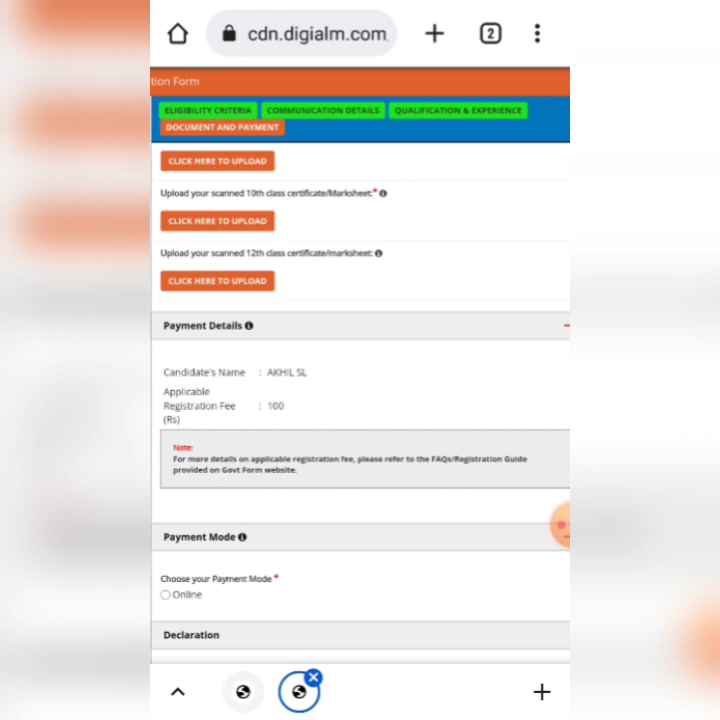 cdn.digialm.com
2
tion Form
ELIGIBILITY CRITERIA COMMUNICATION DETAILS QUALIFICATION & EXPERIENCE
DOCUMENT AND PAYMENT
CLICK HERE TO UPLOAD
Upload your scanned 10th class certificate/Marksheet:*
CLICK HERE TO UPLOAD
Upload your scanned 12th class certificate/marksheet:
CLICK HERE TO UPLOAD
Payment Details
Candidate's Name : AKHIL SL
Applicable
Registration Fee : 100
(Rs)
Note:
For more details on applicable registration fee, please refer to the FAQs/Registration Guide
provided on Govt Form website.
Payment Mode
Choose your Payment Mode *
Online
Declaration